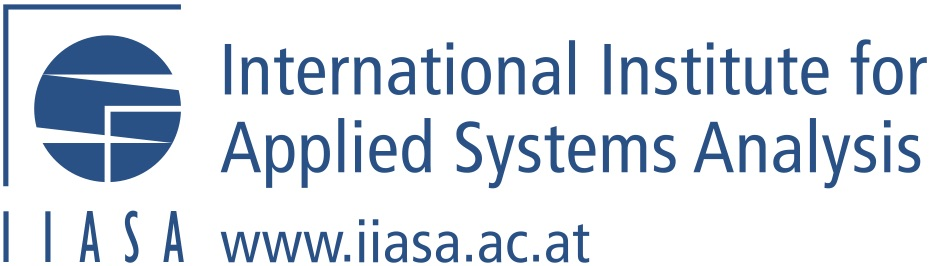 International Institute for
Applied Systems Analysis
IIASA
www.iiasa.ac.at